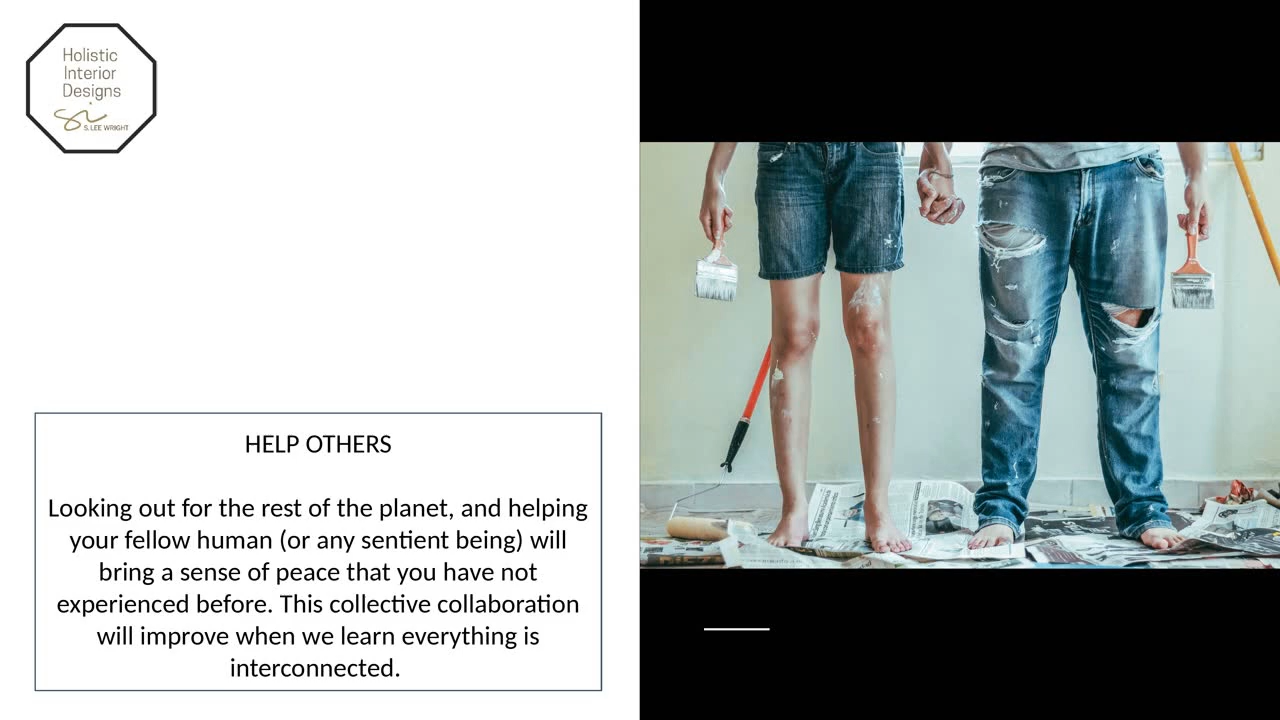 Holistic
Interior
Designs
S. LEE WRIGHT
HELP OTHERS
Looking out for the rest of the planet, and helping
your fellow human (or any sentient being) will
bring a sense of peace that you have not
experienced before. This collective collaboration
will improve when we learn everything is
interconnected.